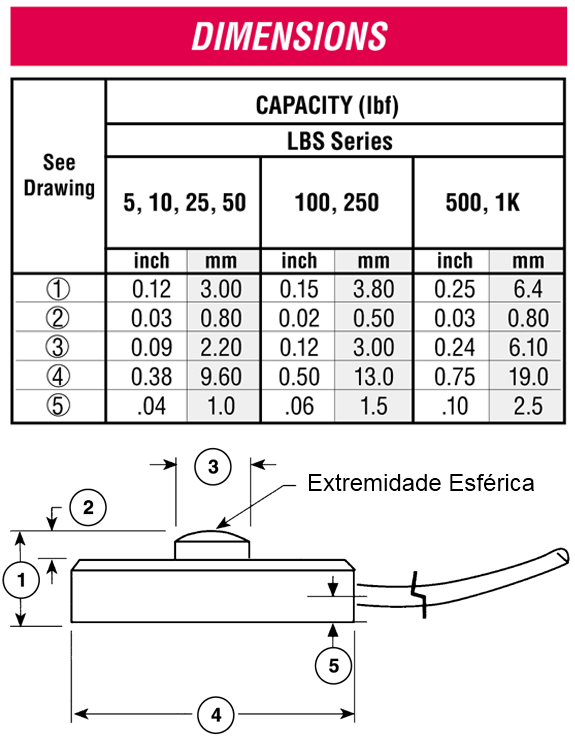 DIMENSIONS
See Drawing
CAPACITY (lbf)
LBS Series
5, 10, 25, 50 100, 250 500, 1K
inch mm inch mm inch mm
① 0.12 3.00 0.15 3.80 0.25 6.4
② 0.03 0.80 0.02 0.50 0.03 0.80
③ 0.09 2.20 0.12 3.00 0.24 6.10
④ 0.38 9.60 0.50 13.0 0.75 19.0
⑤ .04 1.0 .06 1.5 .10 2.5
3
Extremidade Esférica
2
1
5
4